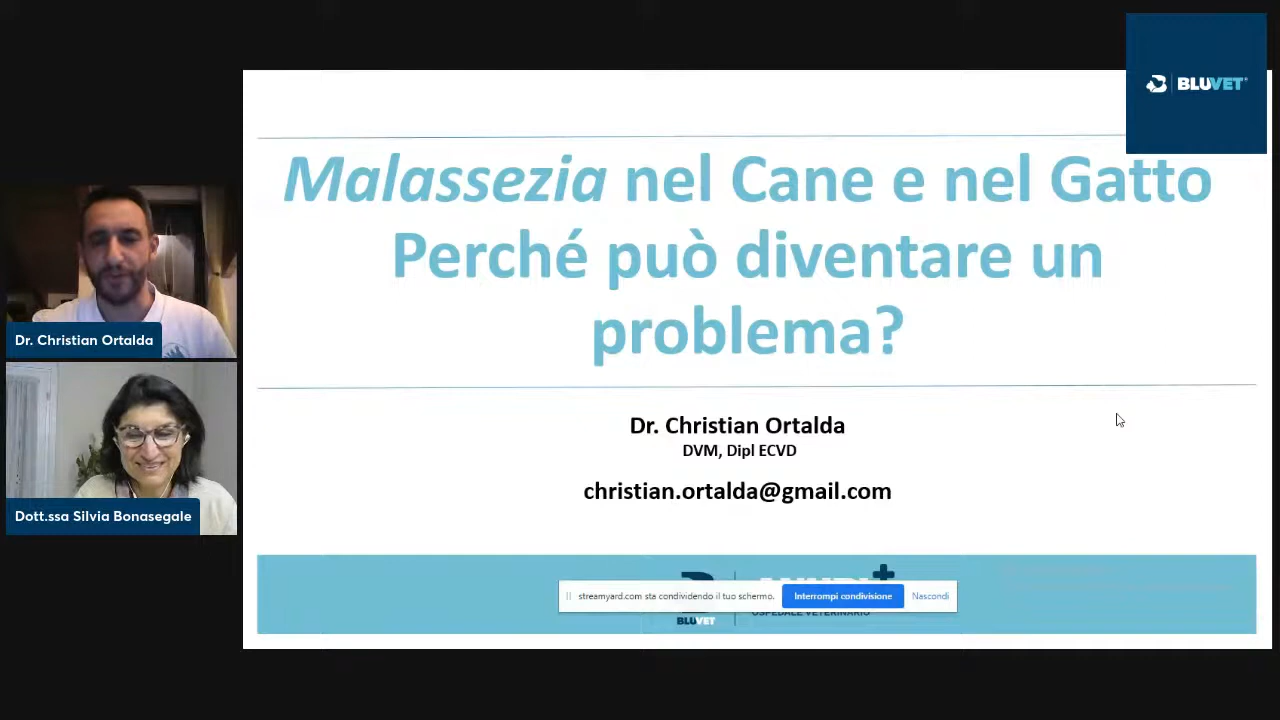 BLUVET
Malassezia nel Cane e nel Gatto
Perché può diventare un
problema?
Dr. Christian Ortalda
DVM, Dipl ECVD
christian.ortalda@gmail.com
Dr. Christian Ortalda
Dott.ssa Silvia Bonasegale
streamyard.com sta condividendo il tuo schermo.
Interrompi condivisione
Nascondi
OSPEDALE VETERINARIO
BLUVET